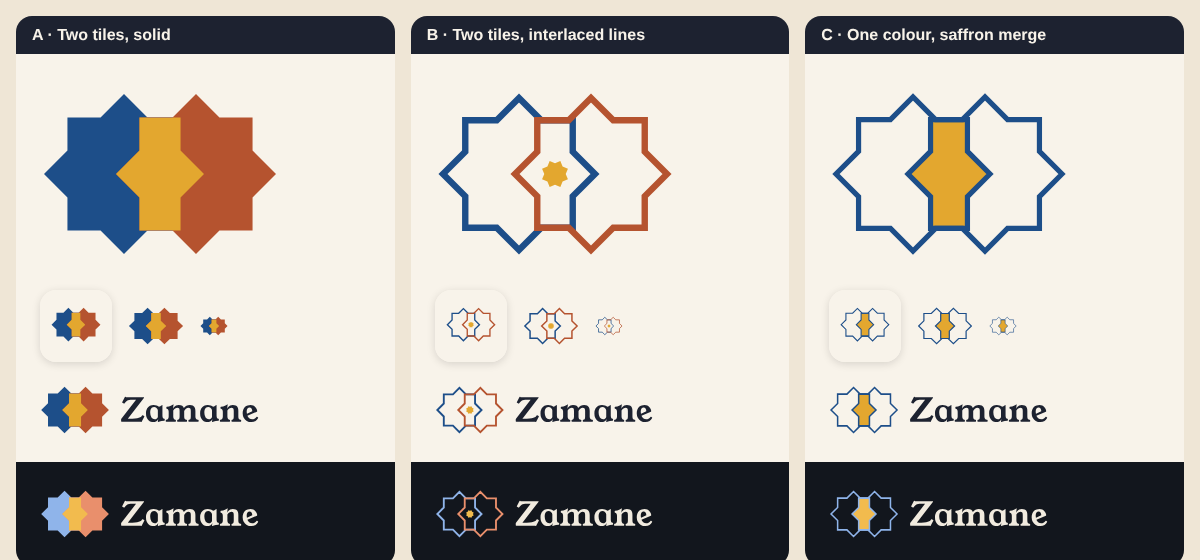 A · Two tiles, solid
Zamane
Zamane
B · Two tiles, interlaced lines
Zamane
Zamane
C · One colour, saffron merge
Zamane
Zamane